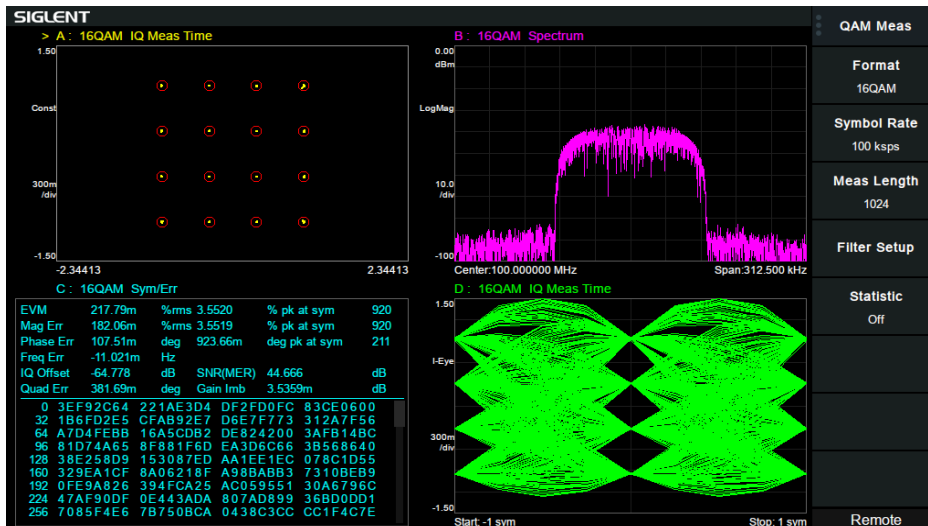 SIGLENT
> A : 16QAM IQ Meas Time
1.50
Const
300m
/div
-1.50
-2.34413 2.34413
B : 16QAM Spectrum
0.00
dBm
LogMag
10.0
/div
-100
Center:100.000000 MHz Span:312.500 kHz
C : 16QAM Sym/Err
EVM 217.79m %rms 3.5520 % pk at sym 920
Mag Err 182.06m %rms 3.5519 % pk at sym 920
Phase Err 107.51m deg 923.66m deg pk at sym 211
Freq Err -11.021m Hz
IQ Offset -64.778 dB SNR(MER) 44.666 dB
Quad Err 381.69m deg Gain Imb 3.5359m dB
0 3EF92C64 221AE3D4 DF2FD0FC 83CE0600
32 1B6FD2E5 CFAB92E7 D6E7F773 312A7F56
64 A7D4FEBB 16A5CDB2 DE824200 3AFB14BC
96 81D74A65 8F881F6D EA3D6C66 3B568640
128 38E258D9 153087ED AA1EE1EC 078C1D55
160 329EA1CF 8A06218F A98BABB3 7310BEB9
192 0FE9A826 394FCA25 AC059551 30A6796C
224 47AF90DF 0E443ADA 807AD899 36BD0DD1
256 7085F4E6 7B750BCA 0438C3CC CC1F4C7E
D : 16QAM IQ Meas Time
1.50
I-Eye
300m
/div
-1.50
Start: -1 sym Stop: 1 sym
QAM Meas
Format
16QAM
Symbol Rate
100 ksps
Meas Length
1024
Filter Setup
Statistic
Off
Remote